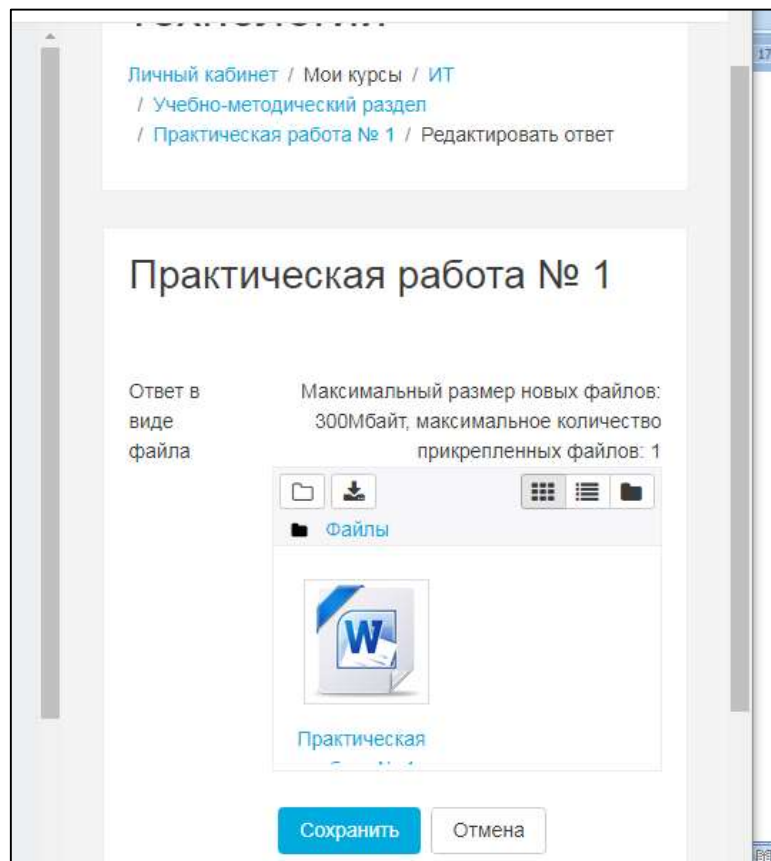 Личный кабинет / Мои курсы / ИТ
/ Учебно-методический раздел
/ Практическая работа № 1 / Редактировать ответ
Практическая работа № 1
Ответ в
виде
файла
Максимальный размер новых файлов:
300Мбайт, максимальное количество
прикрепленных файлов: 1
Файлы
W
Практическая
Сохранить
Отмена
17